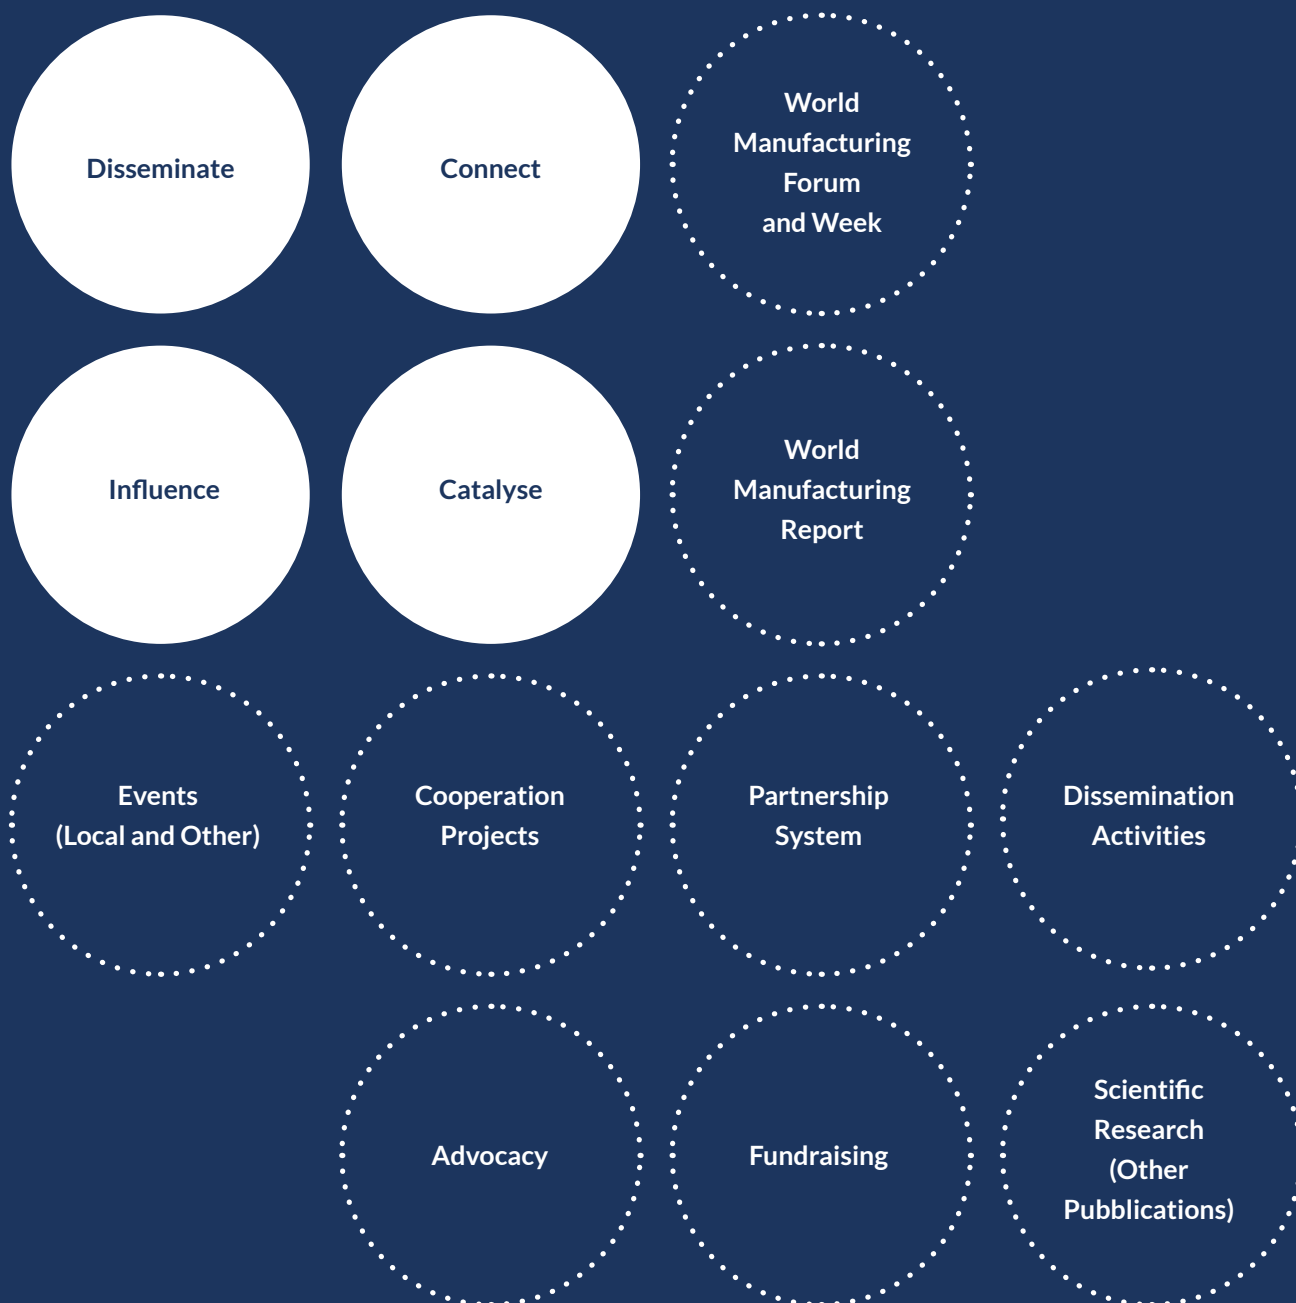 Disseminate
Connect
World
Manufacturing
Forum
and Week
Influence
Catalyse
World
Manufacturing
Report
Events
(Local and Other)
Cooperation
Projects
Partnership
System
Dissemination
Activities
Advocacy
Fundraising
Scientific
Research
(Other
Pubblications)